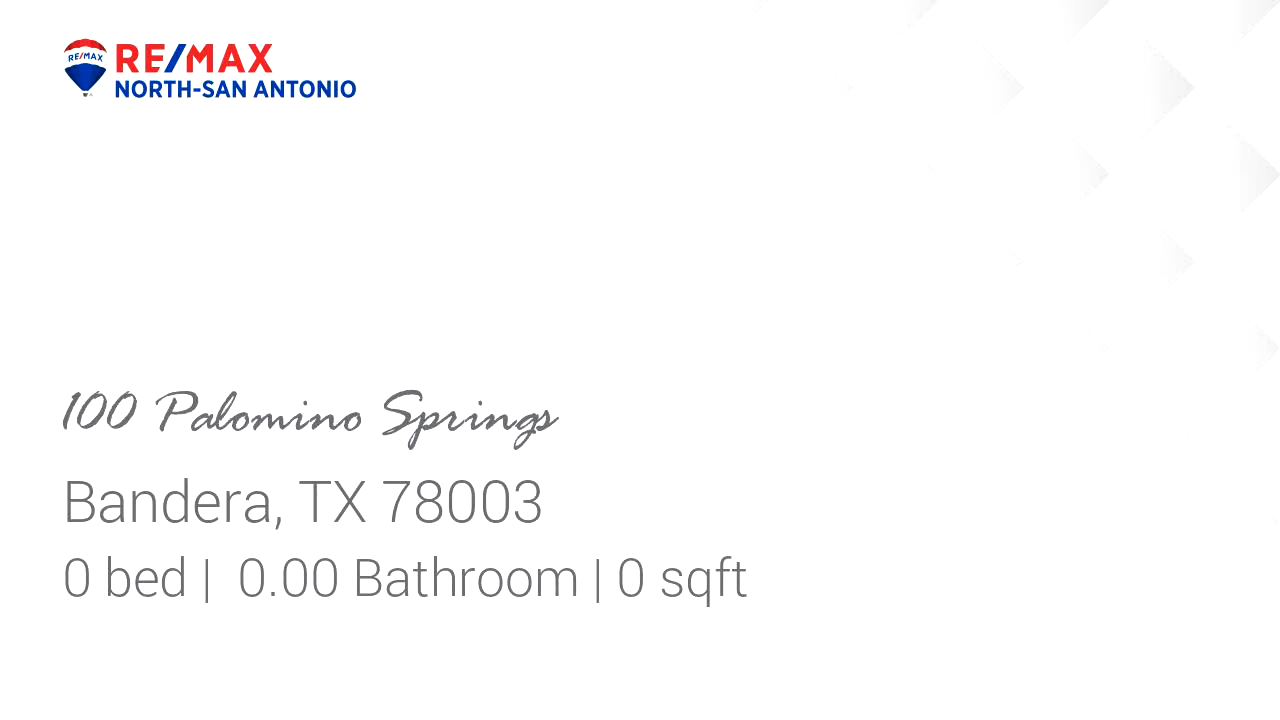 RE/MAX
RE/MAX
NORTH-SAN ANTONIO
100 Palomino Springs
Bandera, TX 78003
0 bed | 0.00 Bathroom | 0 sqft